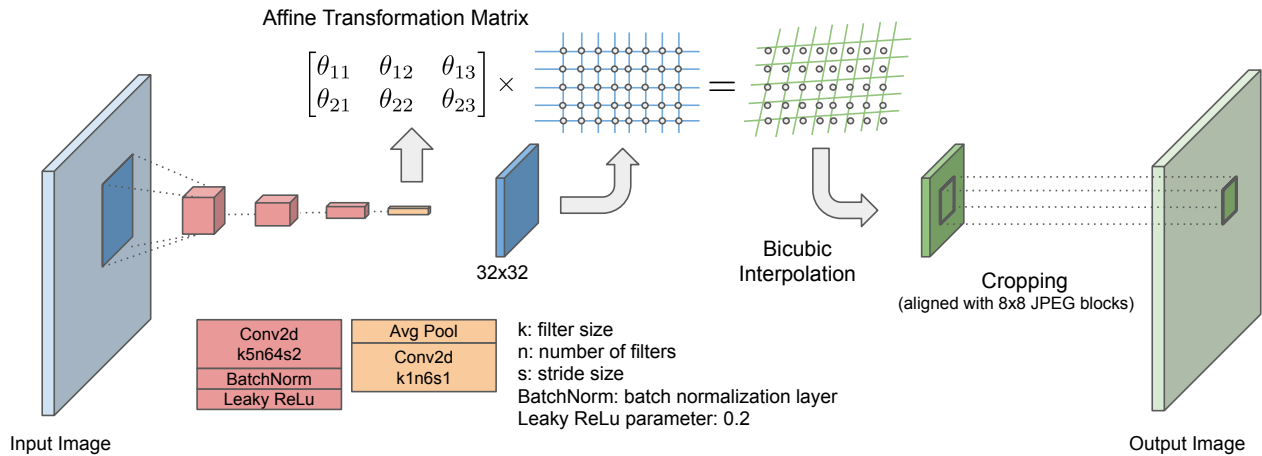 Affine Transformation Matrix
θ11 θ12 θ13
θ21 θ22 θ23
×
=
32x32
Bicubic
Interpolation
Cropping
(aligned with 8x8 JPEG blocks)
Conv2d
k5n64s2
BatchNorm
Leaky ReLu
Avg Pool
Conv2d
k1n6s1
k: filter size
n: number of filters
s: stride size
BatchNorm: batch normalization layer
Leaky ReLu parameter: 0.2
Input Image
Output Image